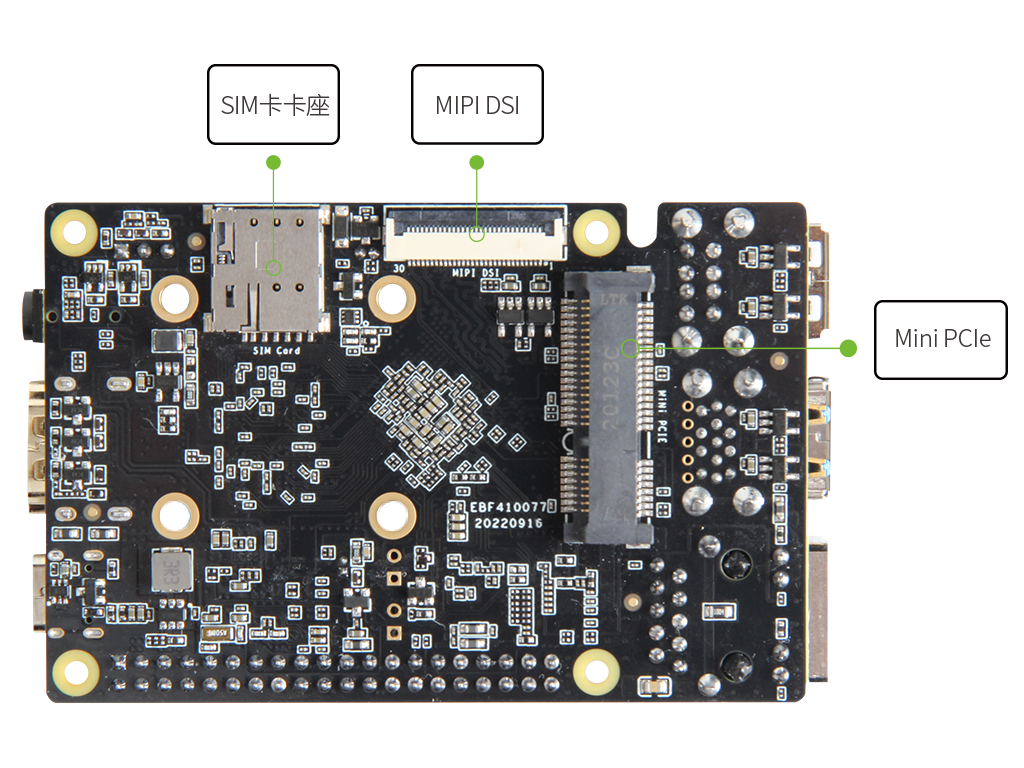 SIM卡卡座
MIPI DSI
30
MIPI DSI
SIM Card
LTK
Mini PCIe
20123C
MINI PCIE
EBF410077
20220916
3R3